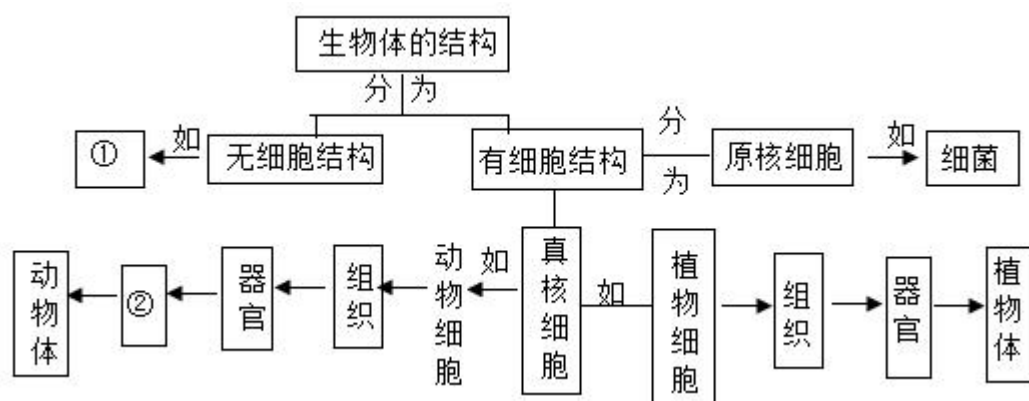 生物体的结构
分为
①
如
无细胞结构
有细胞结构
分
为
原核细胞
如
细菌
动物体
②
器官
组织
动物细胞
如
真核细胞
如
植物细胞
组织
器官
植物体